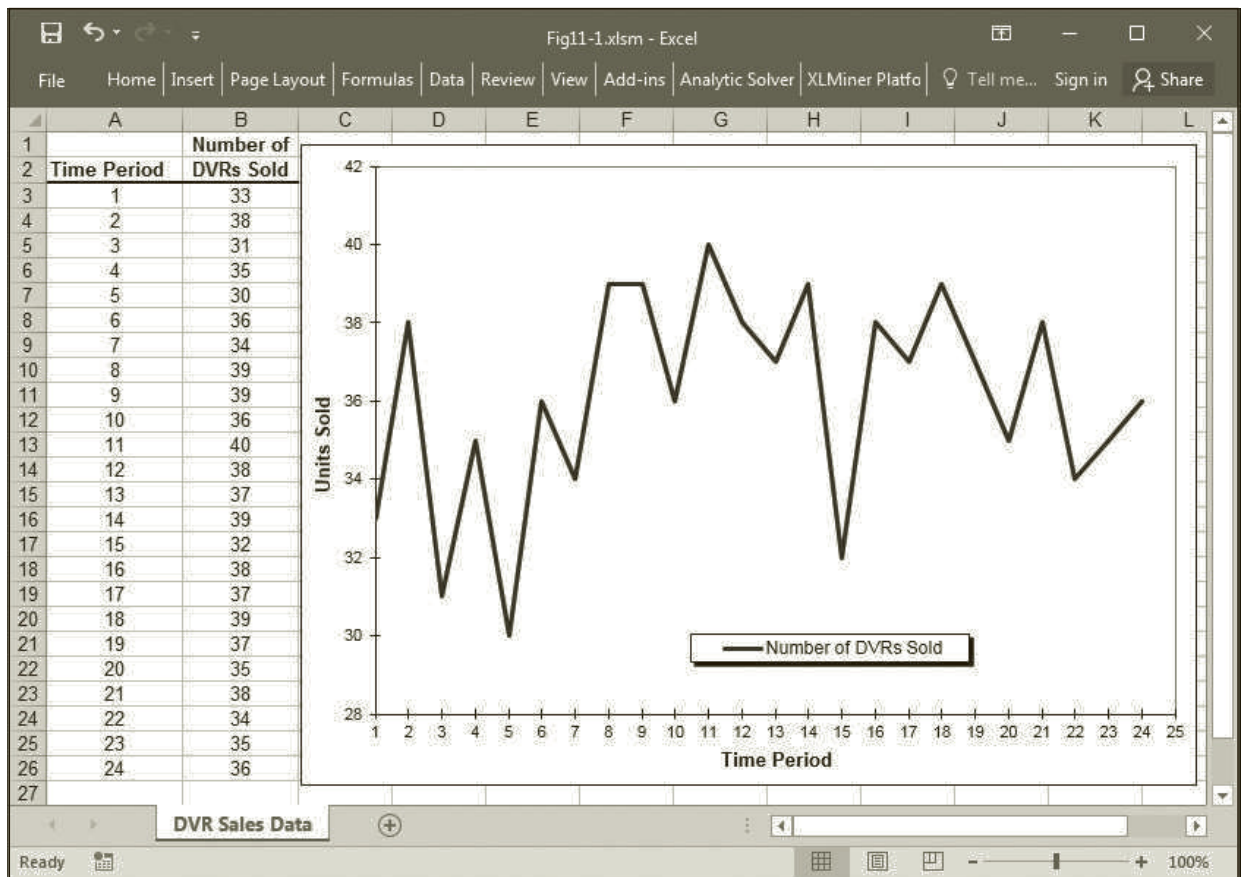 Fig11-1.xlsm - Excel
File Home Insert Page Layout Formulas Data Review View Add-ins Analytic Solver XLMiner Platfo Tell me... Sign in Share
A B C D E F G H I J K L
1 Number of
2 Time Period DVRs Sold
3 1 33
4 2 38
5 3 31
6 4 35
7 5 30
8 6 36
9 7 34
10 8 39
11 9 39
12 10 36
13 11 40
14 12 38
15 13 37
16 14 39
17 15 32
18 16 38
19 17 37
20 18 39
21 19 37
22 20 35
23 21 38
24 22 34
25 23 35
26 24 36
27
42
40
38
36
34
32
30
28
Units Sold
Number of DVRs Sold
1 2 3 4 5 6 7 8 9 10 11 12 13 14 15 16 17 18 19 20 21 22 23 24 25
Time Period
DVR Sales Data
Ready 100%